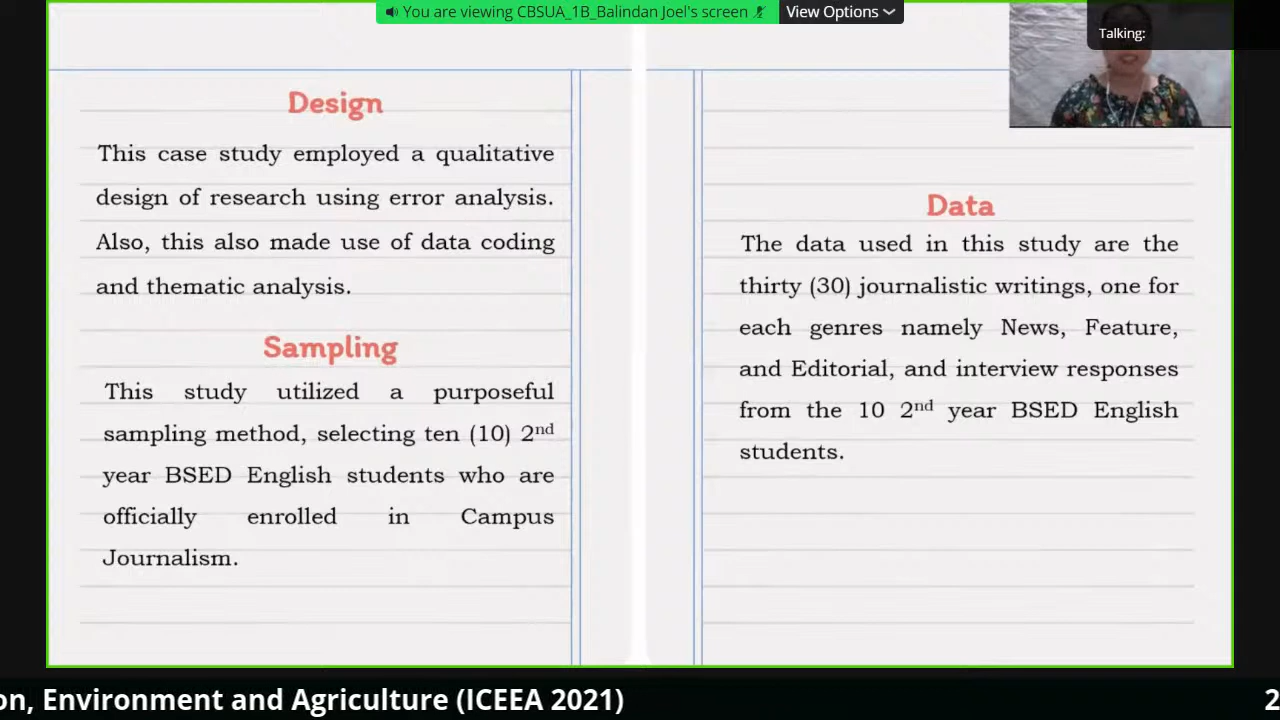 You are viewing CBSUA_1B_Balindan Joel's screen
View Options
Talking:
Design
This case study employed a qualitative
design of research using error analysis.
Also, this also made use of data coding
and thematic analysis.
Sampling
This study utilized a purposeful
sampling method, selecting ten (10) 2nd
year BSED English students who are
officially enrolled in Campus
Journalism.
Data
The data used in this study are the
thirty (30) journalistic writings, one for
each genres namely News, Feature,
and Editorial, and interview responses
from the 10 2nd year BSED English
students.
on, Environment and Agriculture (ICEEA 2021)
2